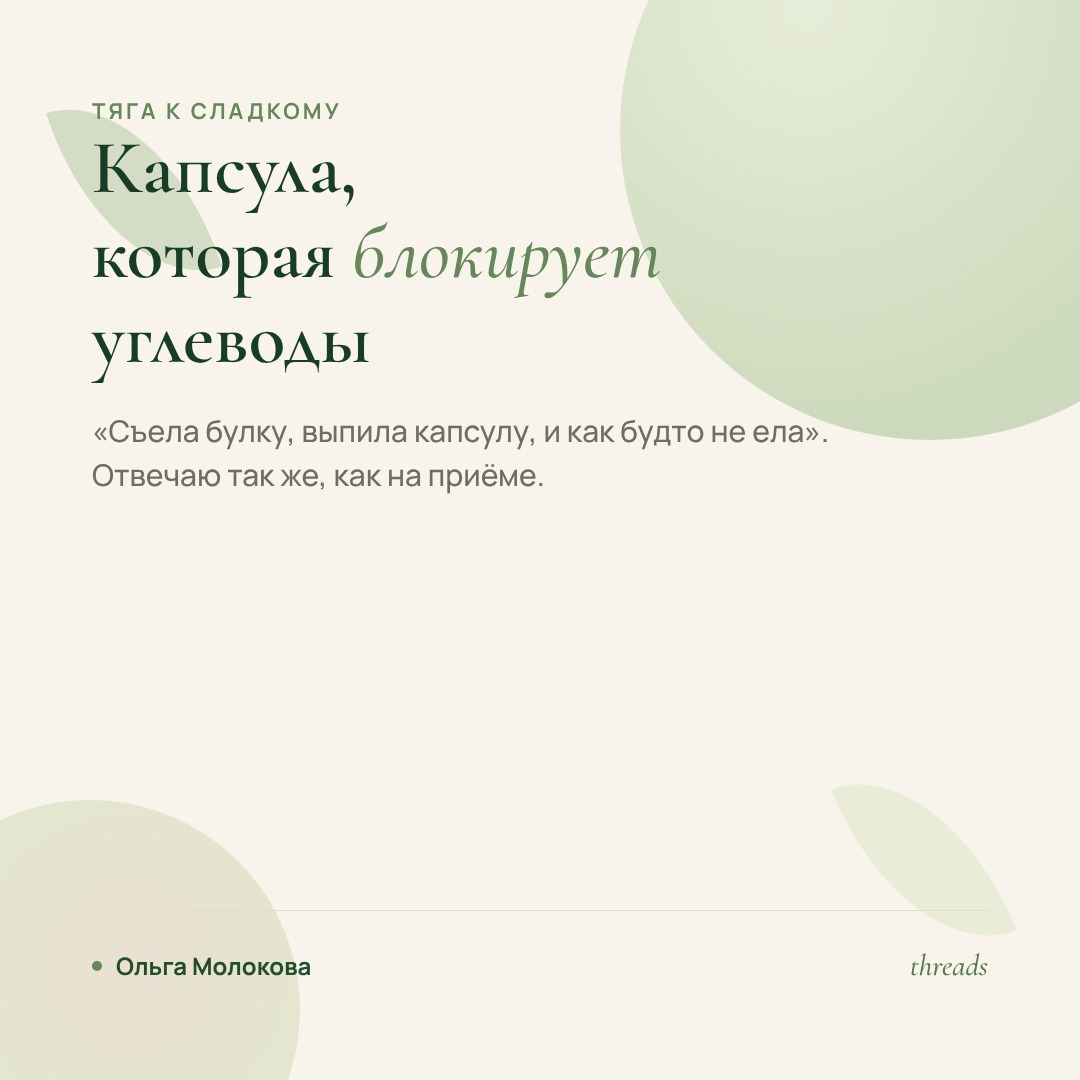 ТЯГА К СЛАДКОМУ
Капсула,
которая блокирует
углеводы
«Съела булку, выпила капсулу, и как будто не ела».
Отвечаю так же, как на приёме.
Ольга Молокова
threads